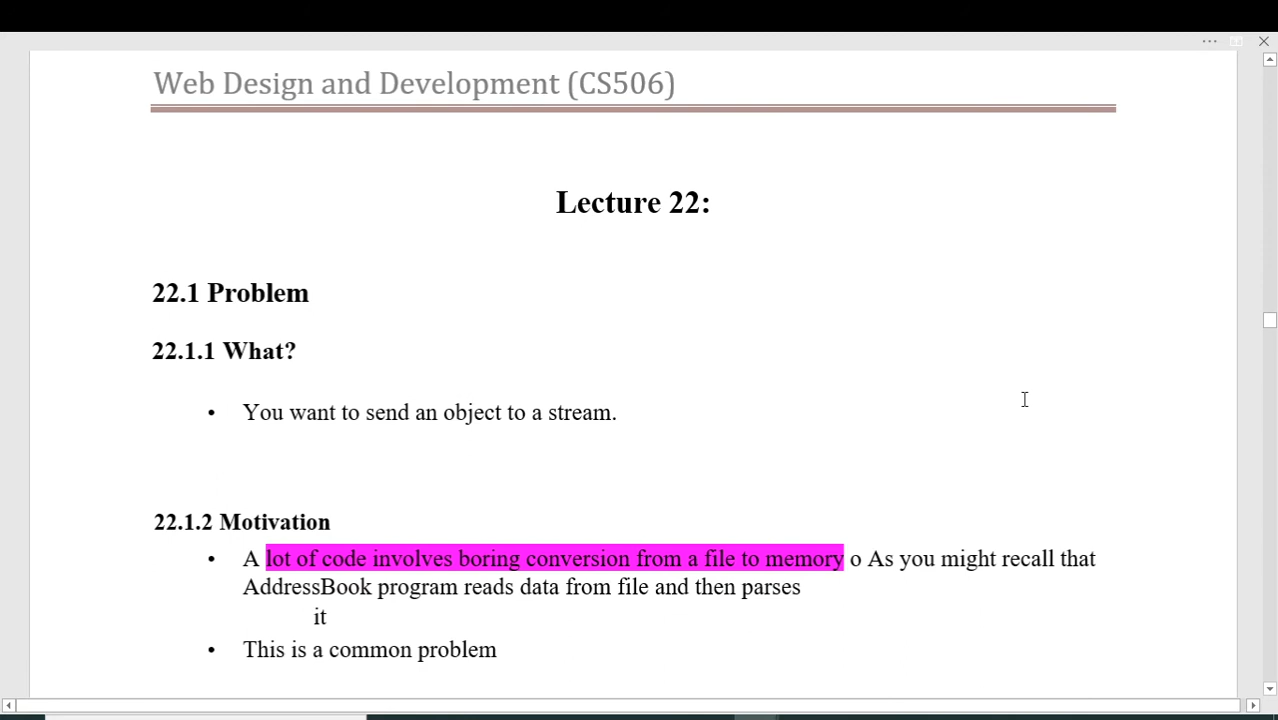 Web Design and Development (CS506)
Lecture 22:
22.1 Problem
22.1.1 What?
• You want to send an object to a stream.
22.1.2 Motivation
• A lot of code involves boring conversion from a file to memory o As you might recall that
AddressBook program reads data from file and then parses
it
• This is a common problem